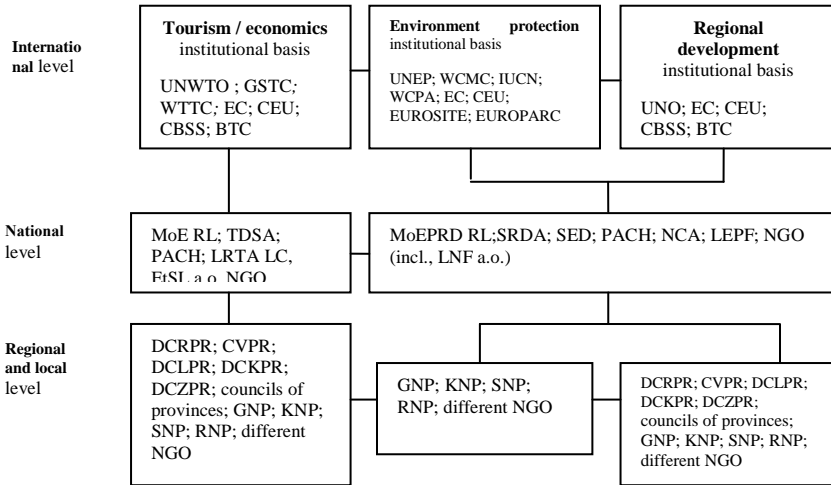 Internatio
nal level
Tourism / economics
institutional basis
UNWTO ; GSTC;
WTTC; EC; CEU;
CBSS; BTC
Environment protection
institutional basis
UNEP; WCMC; IUCN;
WCPA; EC; CEU;
EUROSITE; EUROPARC
Regional
development
institutional basis
UNO; EC; CEU;
CBSS; BTC
National
level
MoE RL; TDSA;
PACH; LRTA LC,
EtSL a.o. NGO
MoEPRD RL;SRDA; SED; PACH; NCA; LEPF; NGO
(incl., LNF a.o.)
Regional
and local
level
DCRPR; CVPR;
DCLPR; DCKPR;
DCZPR; councils of
provinces; GNP; KNP;
SNP; RNP; different
NGO
GNP; KNP; SNP;
RNP; different NGO
DCRPR; CVPR; DCLPR;
DCKPR; DCZPR;
councils of provinces;
GNP; KNP; SNP; RNP;
different NGO